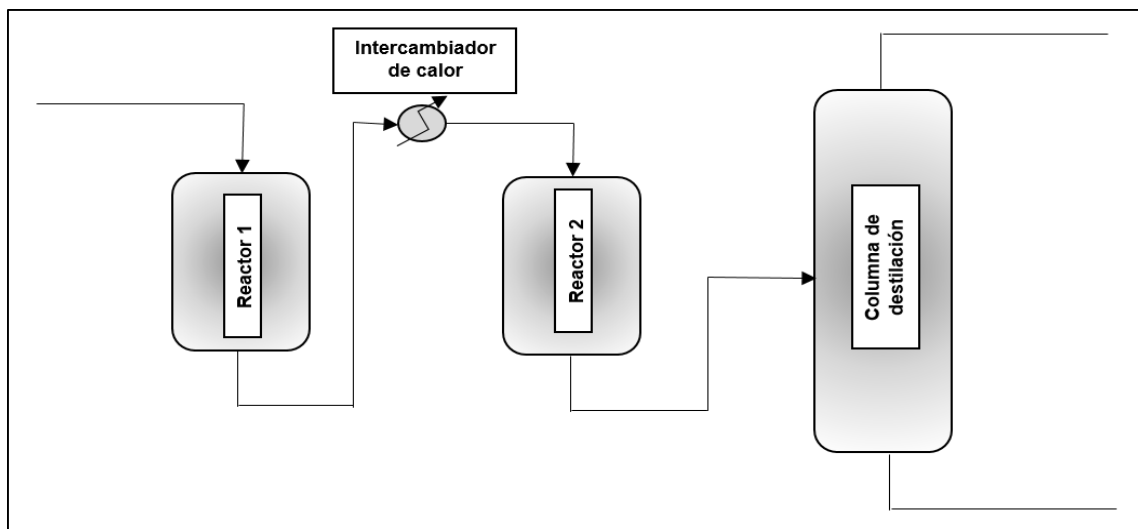 Intercambiador
de calor
Reactor 1
Reactor 2
Columna de
destilación